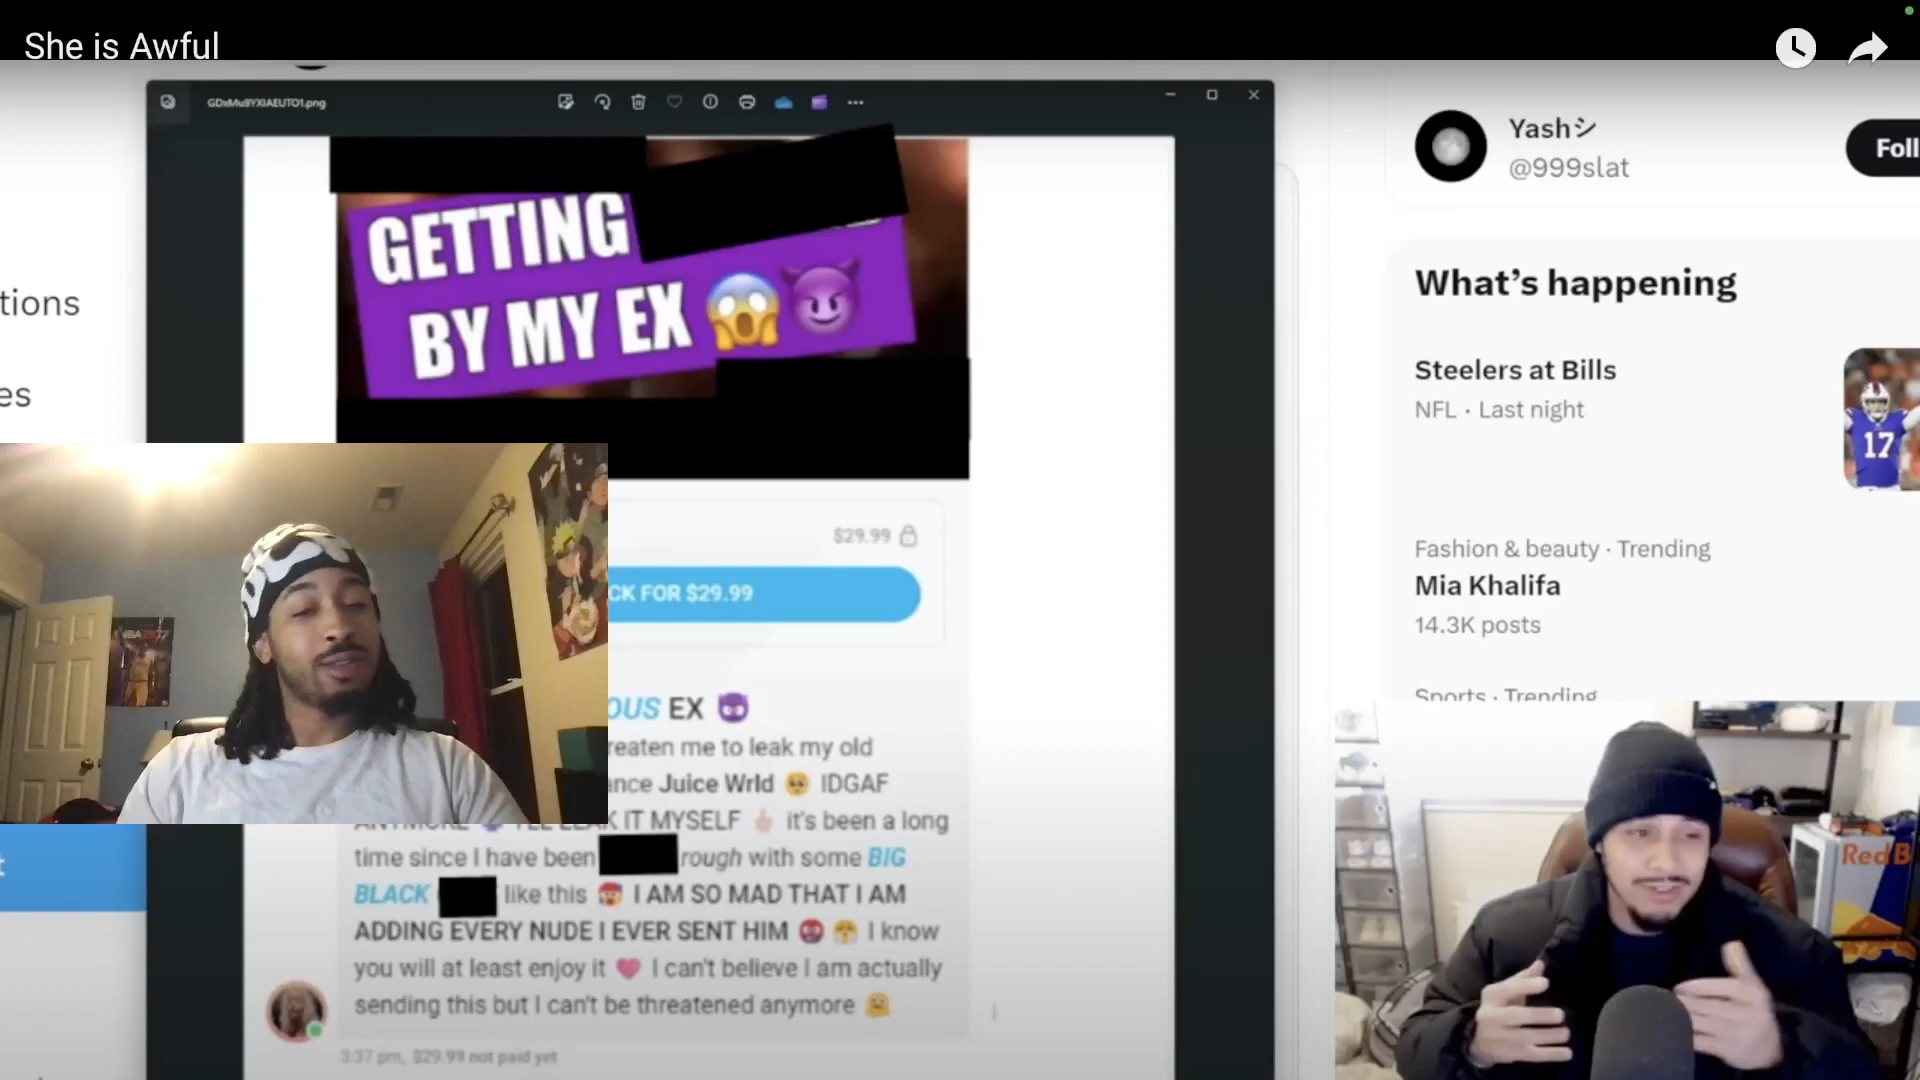 She is Awful
GDxMu9YXIAEUTO1.png
GETTING
BY MY EX 😱😈
tions
es
$29.99
CK FOR $29.99
OUS EX 😈
reaten me to leak my old
ance Juice Wrld 🥺 IDGAF
IT MYSELF 🖕🏻 it's been a long
time since I have been rough with some BIG
BLACK like this 🥵 I AM SO MAD THAT I AM
ADDING EVERY NUDE I EVER SENT HIM 🤬 😤 I know
you will at least enjoy it 💗 I can't believe I am actually
sending this but I can't be threatened anymore 🤗
3:37 pm, $29.99 not paid yet
t
Yashシ
@999slat
Foll
What's happening
Steelers at Bills
NFL · Last night
17
Fashion & beauty · Trending
Mia Khalifa
14.3K posts
Sports · Trending
NBA2K17
Red B